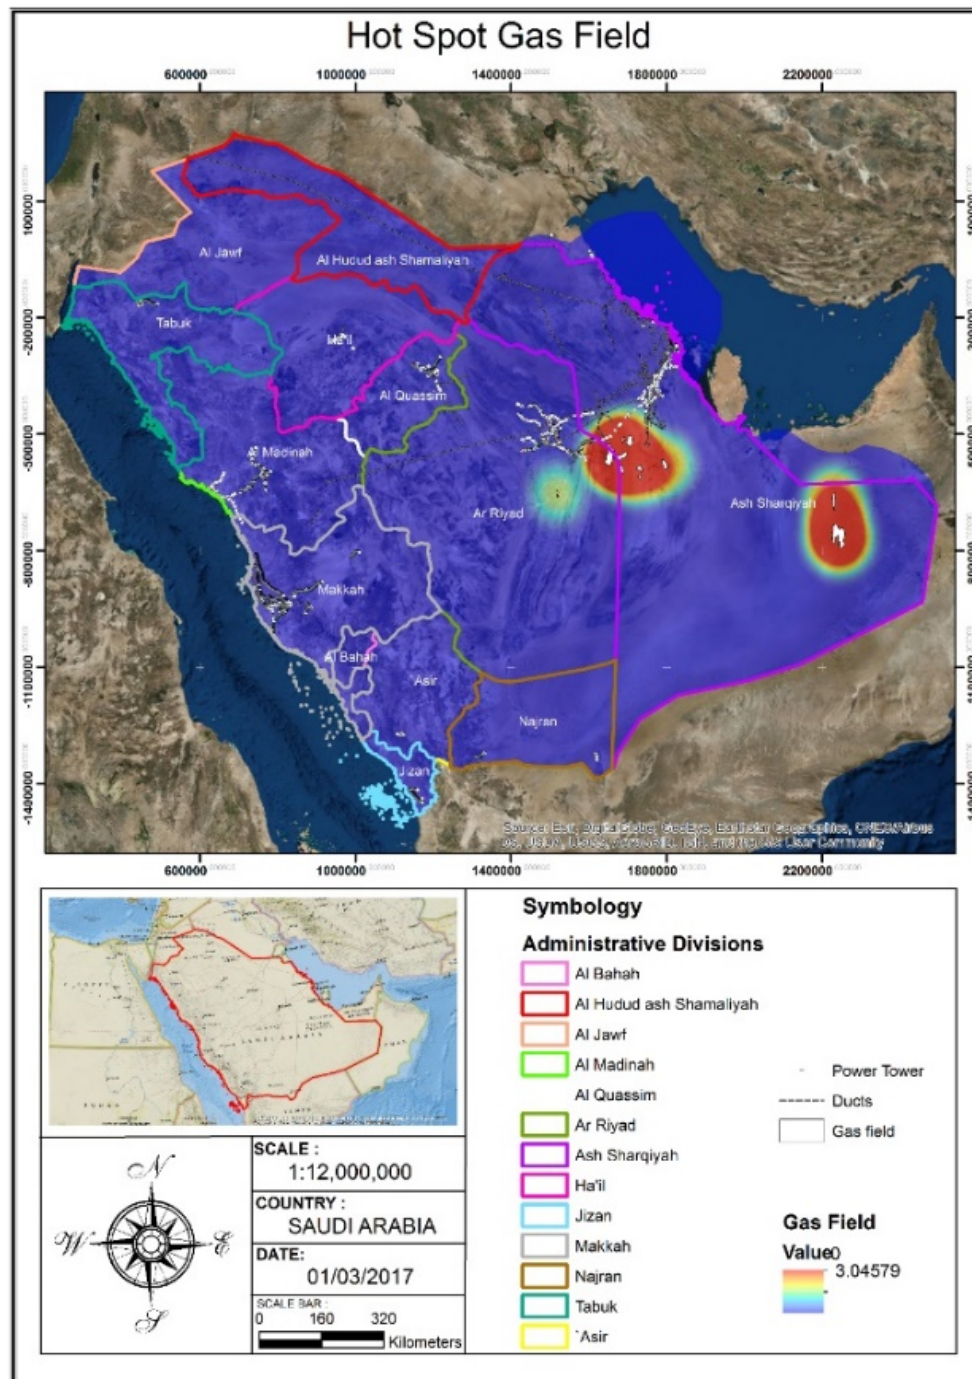 Hot Spot Gas Field
600000 1000000 1400000 1800000 2200000
Al Jawf
Al Hudud ash Shamaliyah
Tabuk
Ha'il
Al Quassim
Al Madinah
Ar Riyad
Ash Sharqiyah
Makkah
Al Bahah
Asir
Najran
Jizan
100000
-200000
-500000
-800000
-1100000
-1400000
600000 1000000 1400000 1800000 2200000
Symbology
Administrative Divisions
Al Bahah
Al Hudud ash Shamaliyah
Al Jawf
Al Madinah
Al Quassim
Ar Riyad
Ash Sharqiyah
Ha'il
Jizan
Makkah
Najran
Tabuk
`Asir
Power Tower
Ducts
Gas field
Gas Field
Value0
3.04579
N
W E
S
SCALE :
1:12,000,000
COUNTRY :
SAUDI ARABIA
DATE:
01/03/2017
SCALE BAR :
0 160 320
Kilometers